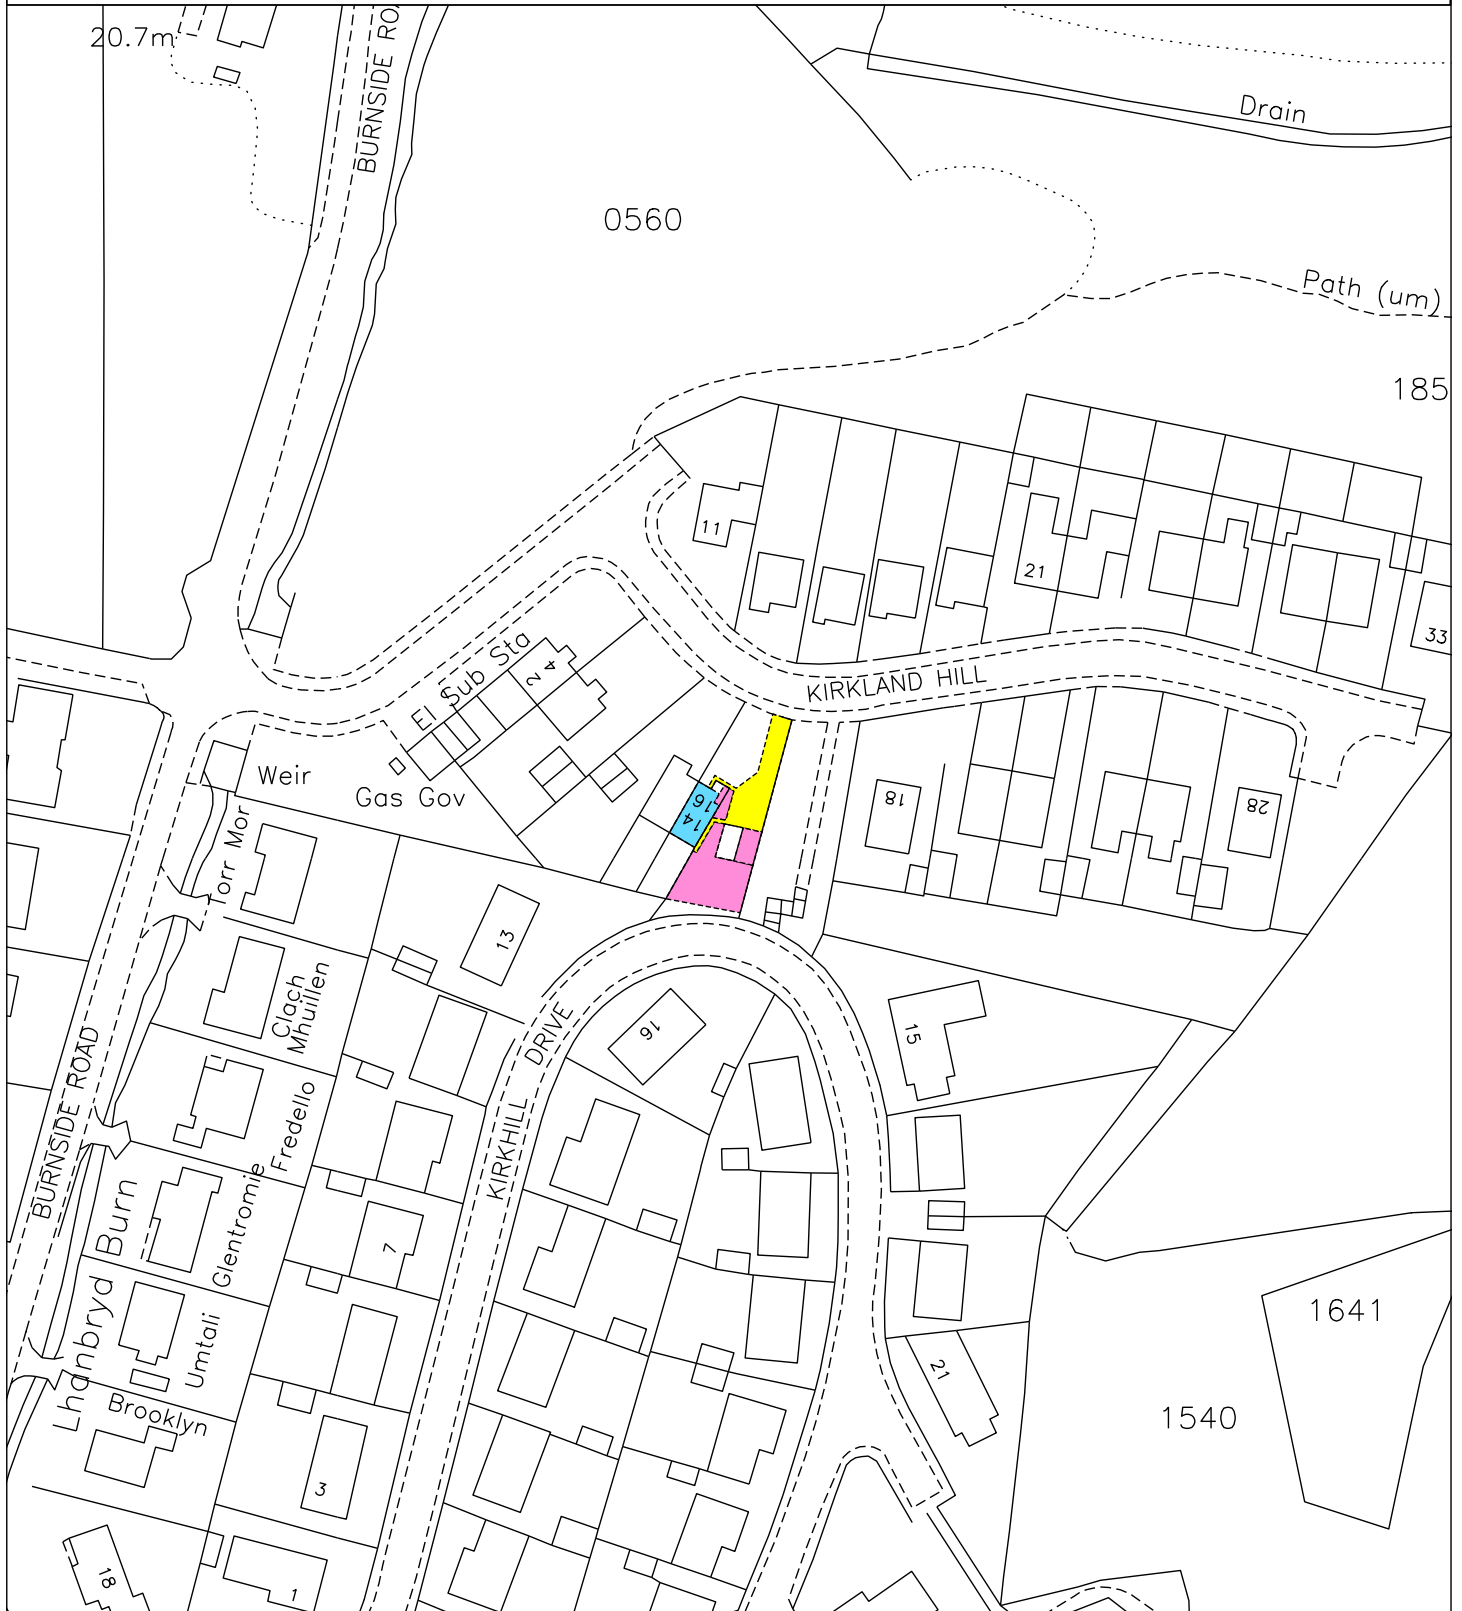 20.7m
BURNSIDE ROA
Drain
0560
Path (um)
185
11
21
33
El Sub Sta
2 4
KIRKLAND HILL
Weir
Gas Gov
16
14
18
28
Torr Mor
13
Clach
Mhuillen
DRIVE
16
15
BURNSIDE ROAD
Fredello
KIRKHILL
Glentromie
7
Lhanbryd Burn
Umtali
1641
21
Brooklyn
1540
3
18
1